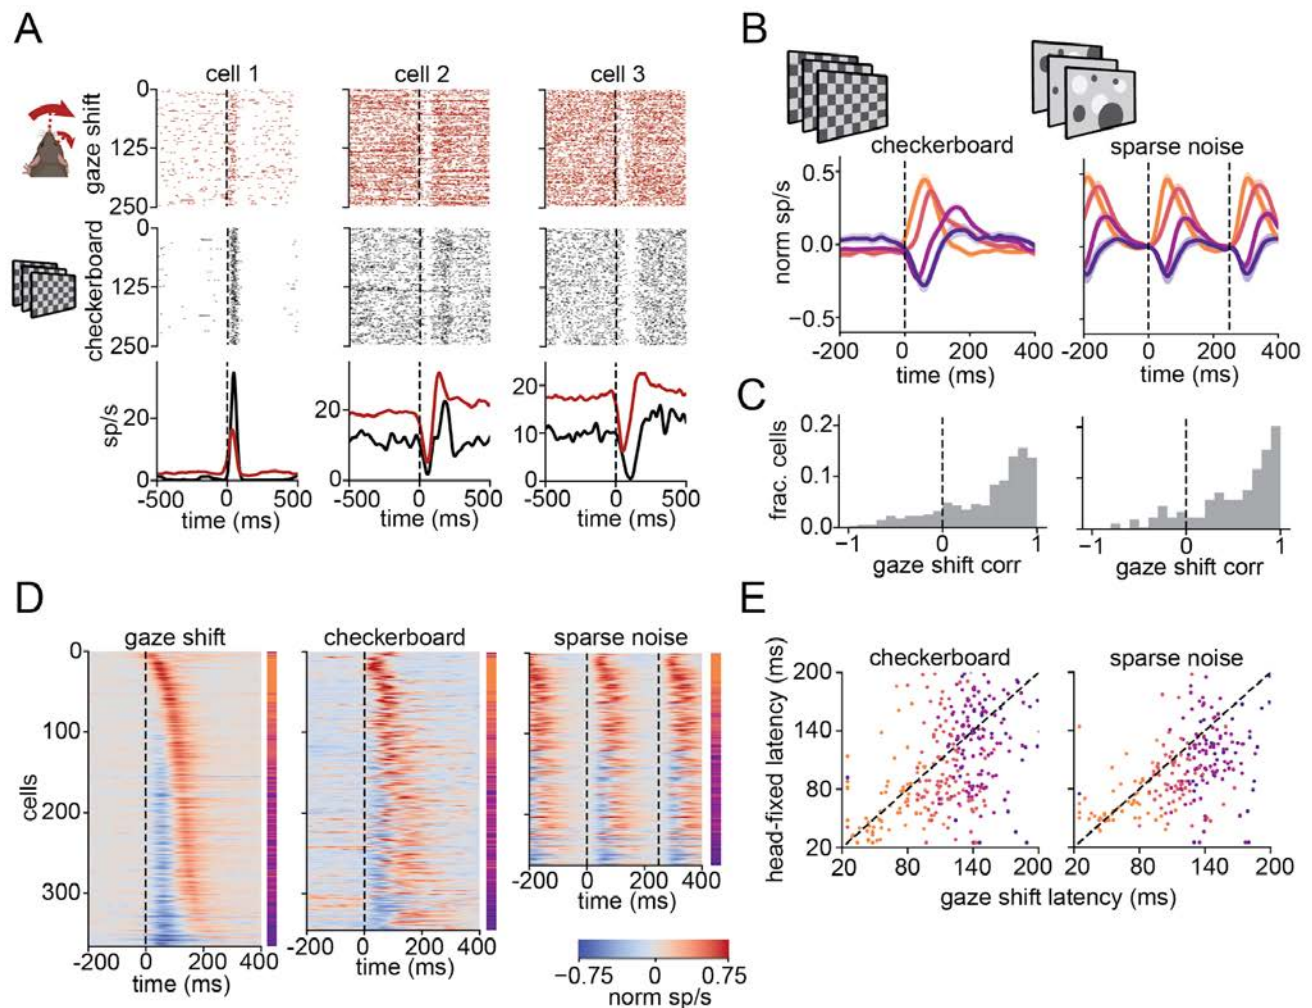 A
cell 1
cell 2
cell 3
gaze shift
0
125
250
checkerboard
0
125
250
sp/s
20
0
20
0
20
10
0
-500 0 500
-500 0 500
-500 0 500
time (ms)
time (ms)
time (ms)
B
checkerboard
sparse noise
norm sp/s
0.5
0.0
−0.5
-200 0 200 400
-200 0 200 400
time (ms)
time (ms)
C
frac. cells
0.2
0.1
0.0
−1 0 1
−1 0 1
gaze shift corr
gaze shift corr
D
gaze shift
checkerboard
sparse noise
cells
0
100
200
300
-200 0 200 400
-200 0 200 400
-200 0 200 400
time (ms)
time (ms)
time (ms)
−0.75 0 0.75
norm sp/s
E
checkerboard
sparse noise
head-fixed latency (ms)
200
140
80
20
20 80 140 200
20 80 140 200
gaze shift latency (ms)